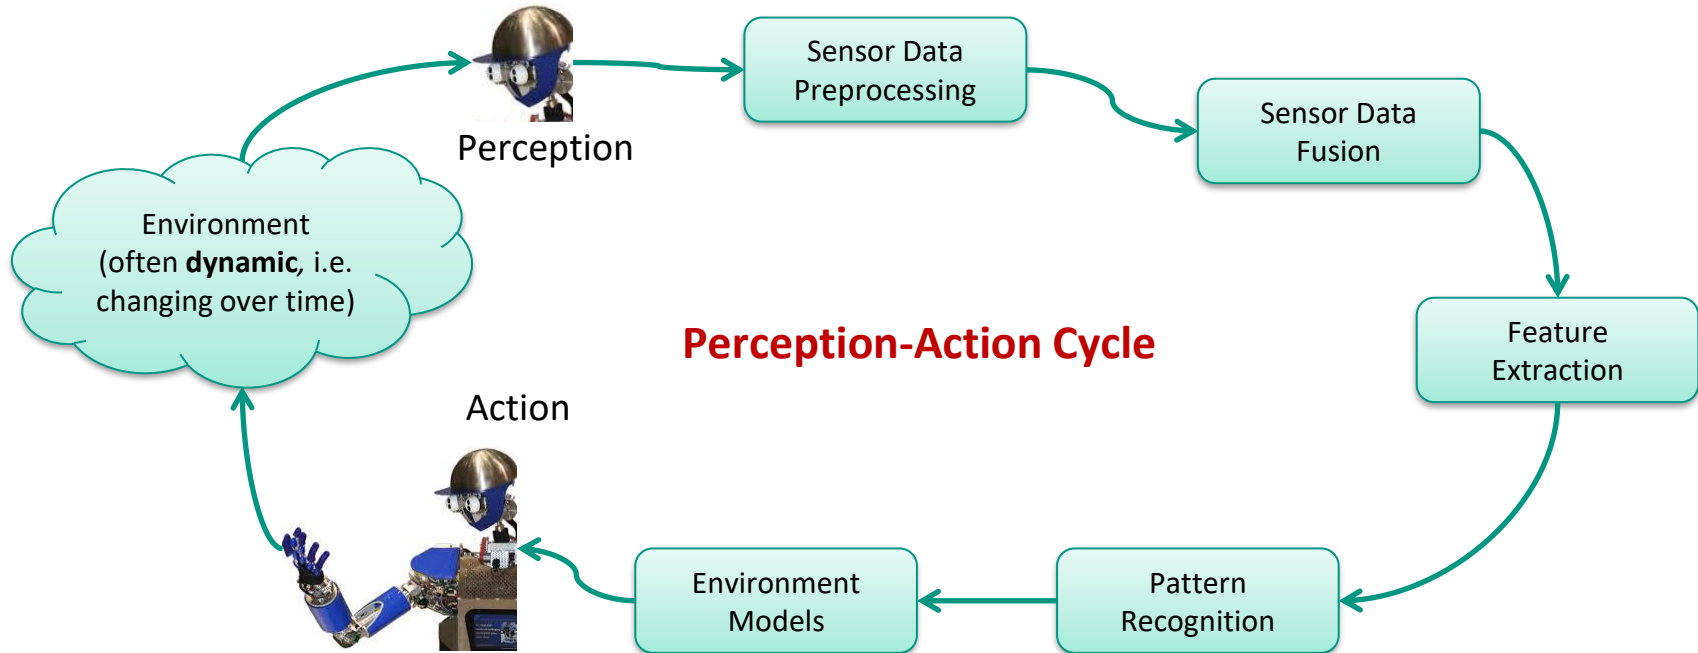 Sensor Data
Preprocessing
Sensor Data
Fusion
Perception
Environment
(often dynamic, i.e.
changing over time)
Perception-Action Cycle
Feature
Extraction
Action
Environment
Models
Pattern
Recognition